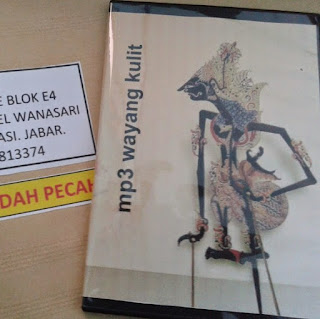 E BLOK E4
EL WANASARI
ASI. JABAR.
813374
DAH PECAH
mp3 wayang kulit